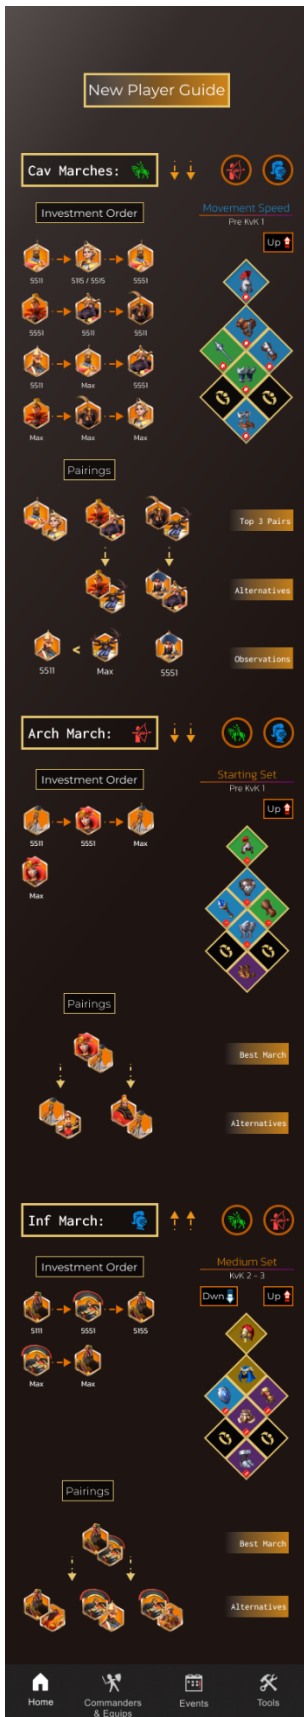 New Player Guide
Cav Marches:
Investment Order
Movement Speed
Pre KvK 1
Up
5511
5115 / 5515
5551
5551
5511
5511
5511
Max
5551
Max
Max
Max
Pairings
Top 3 Pairs
Alternatives
<
5511
Max
5551
Observations
Arch March:
Investment Order
Starting Set
Pre KvK 1
Up
5511
5551
Max
Max
Pairings
Best March
Alternatives
Inf March:
Investment Order
Medium Set
KvK 2 - 3
Dwn
Up
5111
5551
5155
Max
Max
Pairings
Best March
Alternatives
Home
Commanders
& Equips
Events
Tools